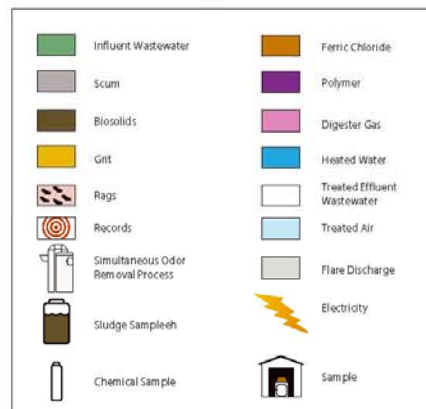 Influent Wastewater
Scum
Biosolids
Grit
Rags
Records
Simultaneous Odor
Removal Process
Sludge Sampleeh
Chemical Sample
Ferric Chloride
Polymer
Digester Gas
Heated Water
Treated Effluent
Wastewater
Treated Air
Flare Discharge
Electricity
Sample